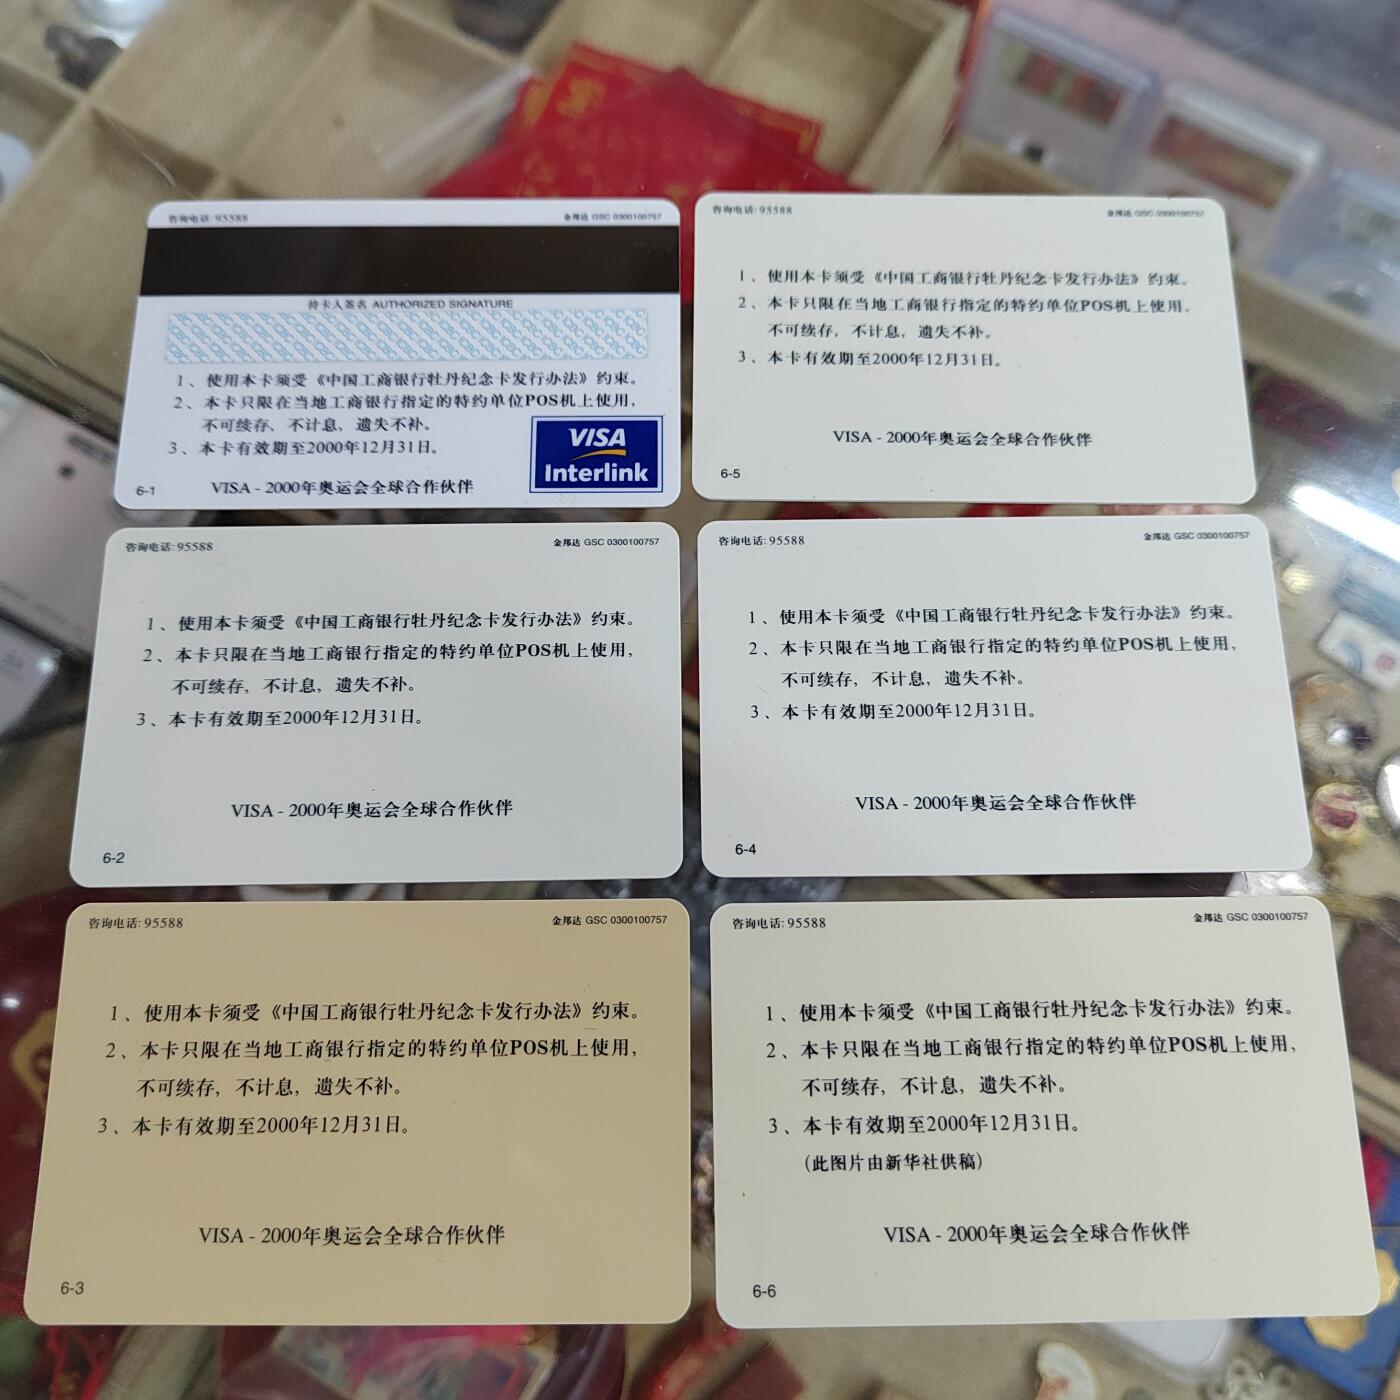 咨询电话: 95588
金邦达 GSC 0300100757
持卡人签名 AUTHORIZED SIGNATURE
1、使用本卡须受《中国工商银行牡丹纪念卡发行办法》约束。
2、本卡只限在当地工商银行指定的特约单位POS机上使用，
不可续存，不计息，遗失不补。
3、本卡有效期至2000年12月31日。
VISA
Interlink
6-1
VISA - 2000年奥运会全球合作伙伴
咨询电话: 95588
金邦达 GSC 0300100757
1、使用本卡须受《中国工商银行牡丹纪念卡发行办法》约束。
2、本卡只限在当地工商银行指定的特约单位POS机上使用，
不可续存，不计息，遗失不补。
3、本卡有效期至2000年12月31日。
VISA - 2000年奥运会全球合作伙伴
6-5
咨询电话: 95588
金邦达 GSC 0300100757
1、使用本卡须受《中国工商银行牡丹纪念卡发行办法》约束。
2、本卡只限在当地工商银行指定的特约单位POS机上使用，
不可续存，不计息，遗失不补。
3、本卡有效期至2000年12月31日。
VISA - 2000年奥运会全球合作伙伴
6-2
咨询电话: 95588
金邦达 GSC 0300100757
1、使用本卡须受《中国工商银行牡丹纪念卡发行办法》约束。
2、本卡只限在当地工商银行指定的特约单位POS机上使用，
不可续存，不计息，遗失不补。
3、本卡有效期至2000年12月31日。
VISA - 2000年奥运会全球合作伙伴
6-4
咨询电话: 95588
金邦达 GSC 0300100757
1、使用本卡须受《中国工商银行牡丹纪念卡发行办法》约束。
2、本卡只限在当地工商银行指定的特约单位POS机上使用，
不可续存，不计息，遗失不补。
3、本卡有效期至2000年12月31日。
VISA - 2000年奥运会全球合作伙伴
6-3
咨询电话: 95588
金邦达 GSC 0300100757
1、使用本卡须受《中国工商银行牡丹纪念卡发行办法》约束。
2、本卡只限在当地工商银行指定的特约单位POS机上使用，
不可续存，不计息，遗失不补。
3、本卡有效期至2000年12月31日。
（此图片由新华社供稿）
VISA - 2000年奥运会全球合作伙伴
6-6